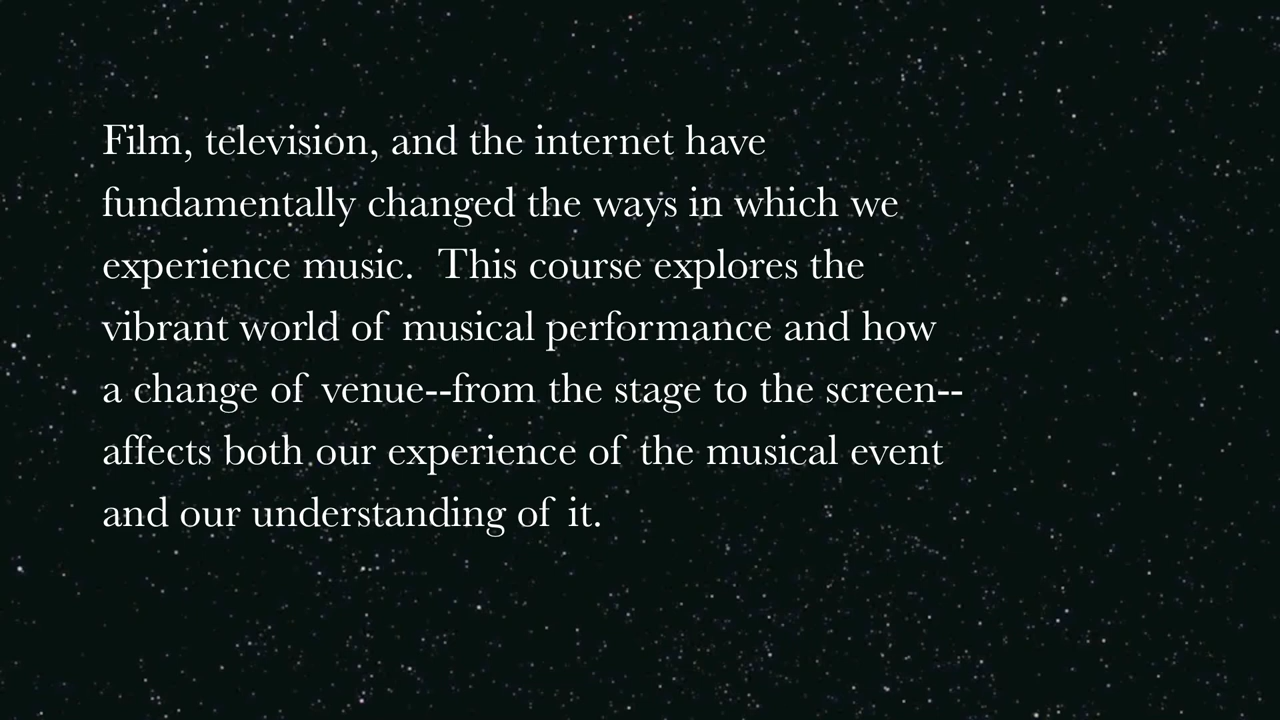 Film, television, and the internet have
fundamentally changed the ways in which we
experience music.  This course explores the
vibrant world of musical performance and how
a change of venue--from the stage to the screen--
affects both our experience of the musical event
and our understanding of it.